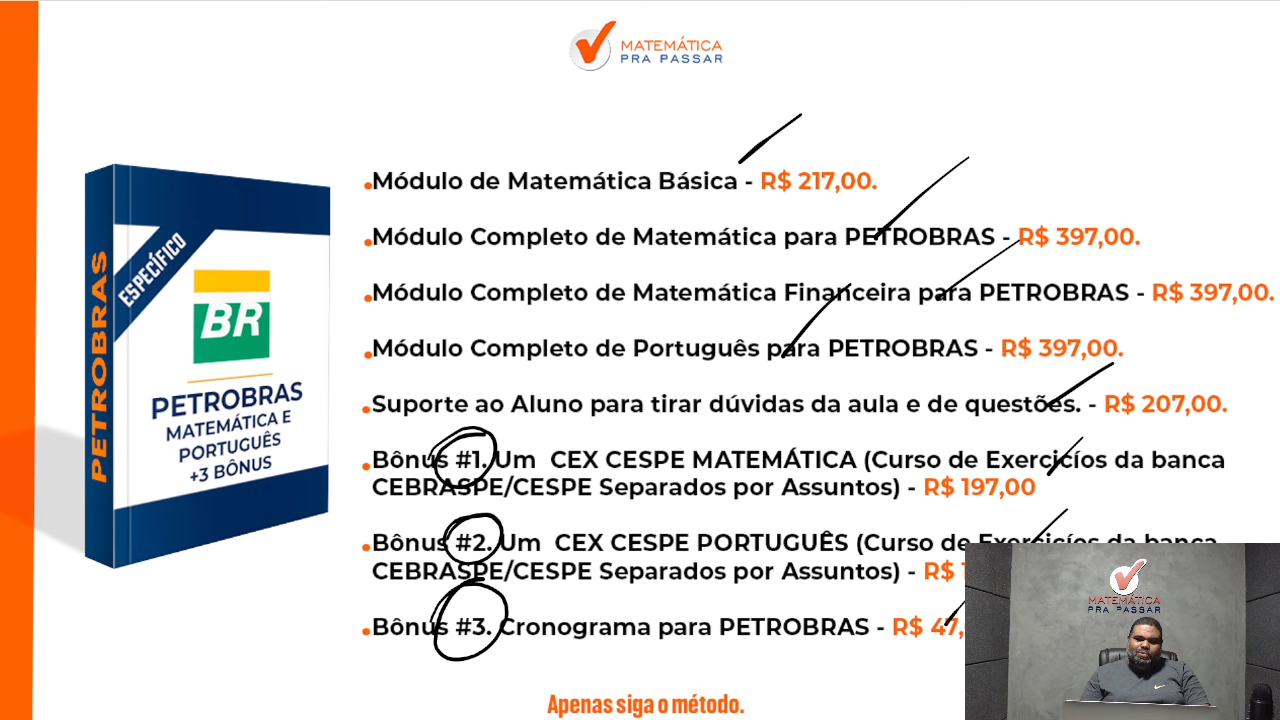 MATEMÁTICA
PRA PASSAR
•Módulo de Matemática Básica - R$ 217,00.
•Módulo Completo de Matemática para PETROBRAS - R$ 397,00.
•Módulo Completo de Matemática Financeira para PETROBRAS - R$ 397,00.
•Módulo Completo de Português para PETROBRAS - R$ 397,00.
•Suporte ao Aluno para tirar dúvidas da aula e de questões. - R$ 207,00.
•Bônus #1. Um  CEX CESPE MATEMÁTICA (Curso de Exercicíos da banca
CEBRASPE/CESPE Separados por Assuntos) - R$ 197,00
•Bônus #2. Um  CEX CESPE PORTUGUÊS (Curso de Exercicíos da banca
CEBRASPE/CESPE Separados por Assuntos) - R$
•Bônus #3. Cronograma para PETROBRAS - R$ 47,
Apenas siga o método.
PETROBRAS
ESPECÍFICO
BR
PETROBRAS
MATEMÁTICA E
PORTUGUÊS
+3 BÔNUS
MATEMÁTICA
PRA PASSAR